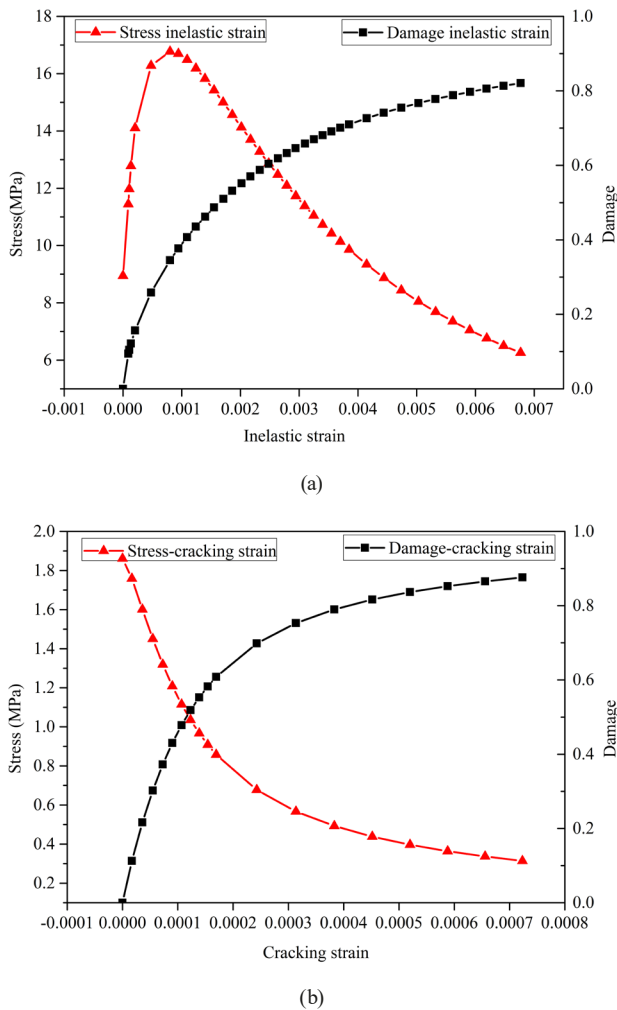 Stress inelastic strain
Damage inelastic strain
18
16
14
12
10
8
6
Stress(MPa)
1.0
0.8
0.6
0.4
0.2
0.0
Damage
-0.001 0.000 0.001 0.002 0.003 0.004 0.005 0.006 0.007
Inelastic strain
(a)
Stress-cracking strain
Damage-cracking strain
2.0
1.8
1.6
1.4
1.2
1.0
0.8
0.6
0.4
0.2
Stress (MPa)
1.0
0.8
0.6
0.4
0.2
0.0
Damage
-0.0001 0.0000 0.0001 0.0002 0.0003 0.0004 0.0005 0.0006 0.0007 0.0008
Cracking strain
(b)